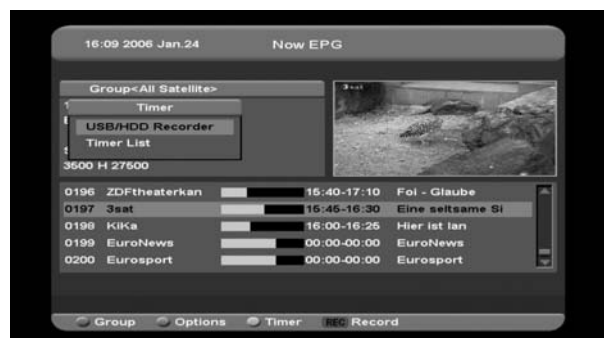 16:09 2006 Jan.24 Now EPG
Group<All Satellite>
3sat
Timer
USB/HDD Recorder
Timer List
3500 H 27500
0196 ZDFtheaterkan 15:40-17:10 Foi - Glaube
0197 3sat 15:45-16:30 Eine seltsame Si
0198 KiKa 16:00-16:25 Hier ist Ian
0199 EuroNews 00:00-00:00 EuroNews
0200 Eurosport 00:00-00:00 Eurosport
Group Options Timer REC Record